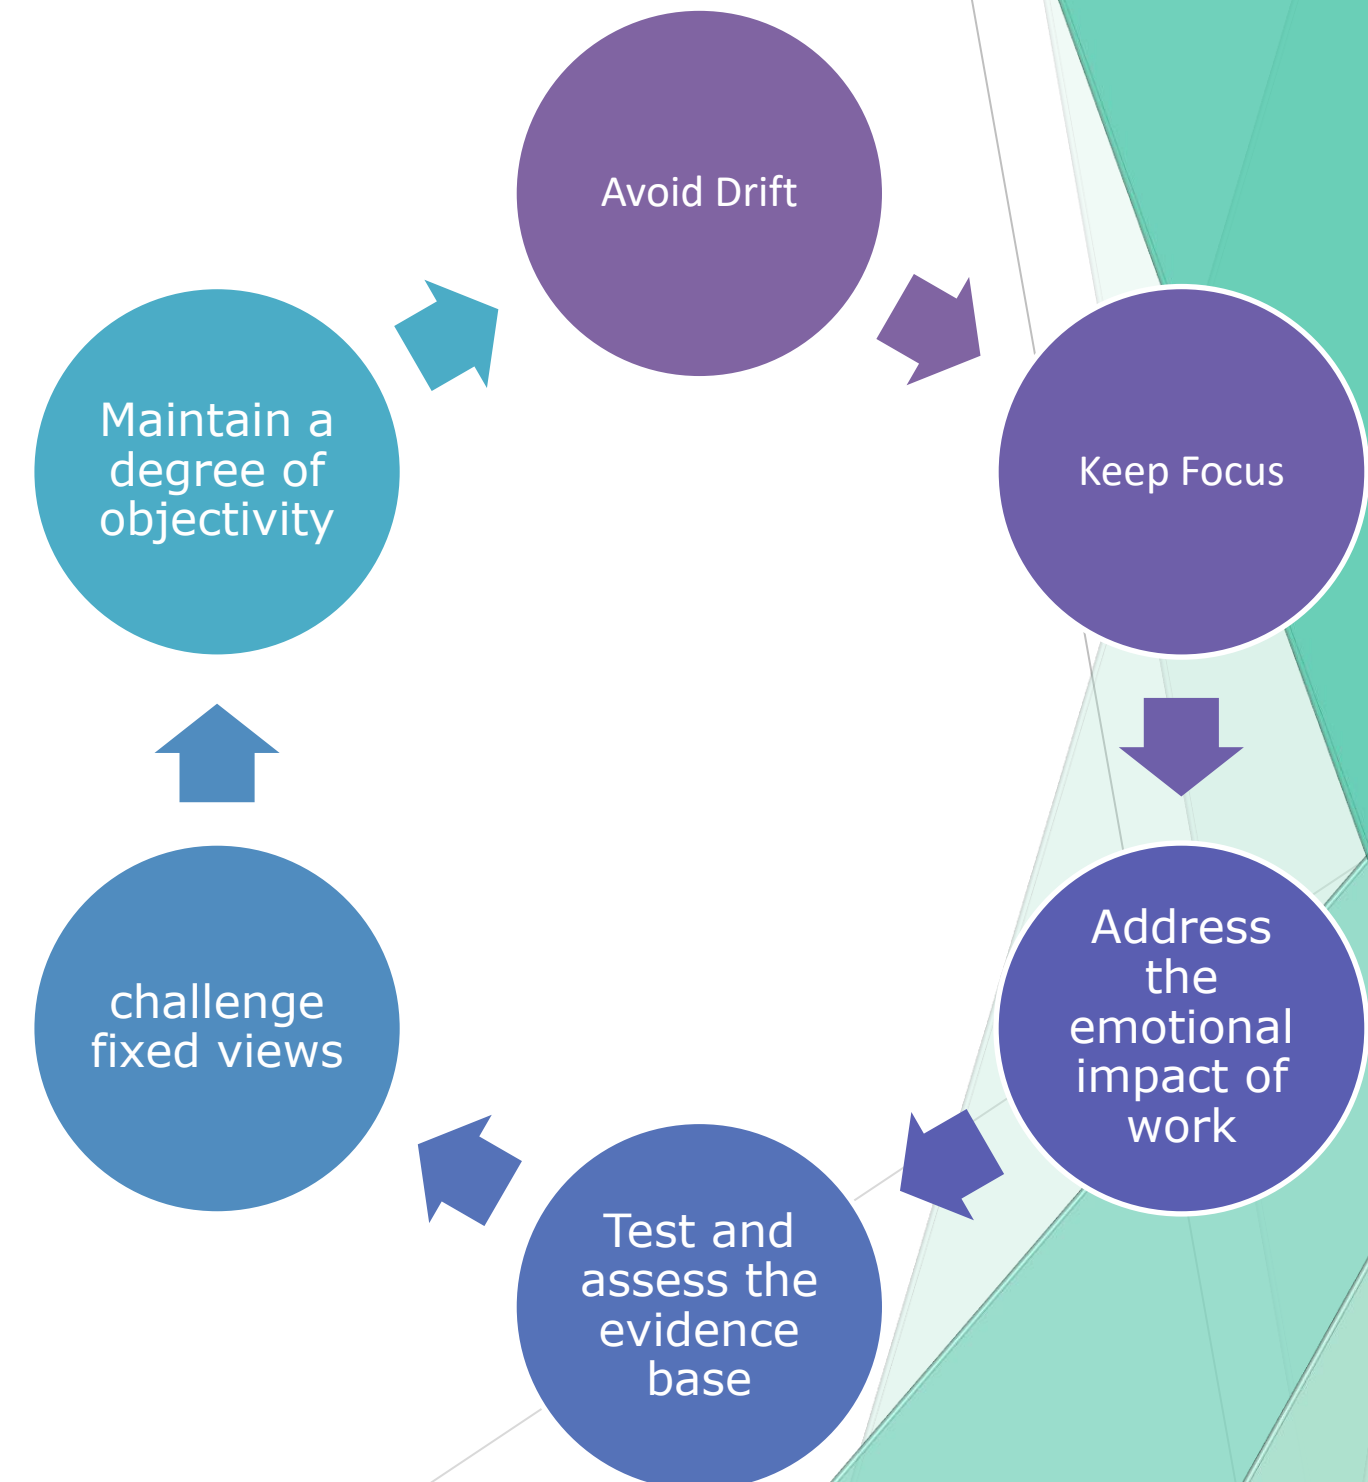 Avoid Drift
Keep Focus
Address
the
emotional
impact of
work
Test and
assess the
evidence
base
challenge
fixed views
Maintain a
degree of
objectivity